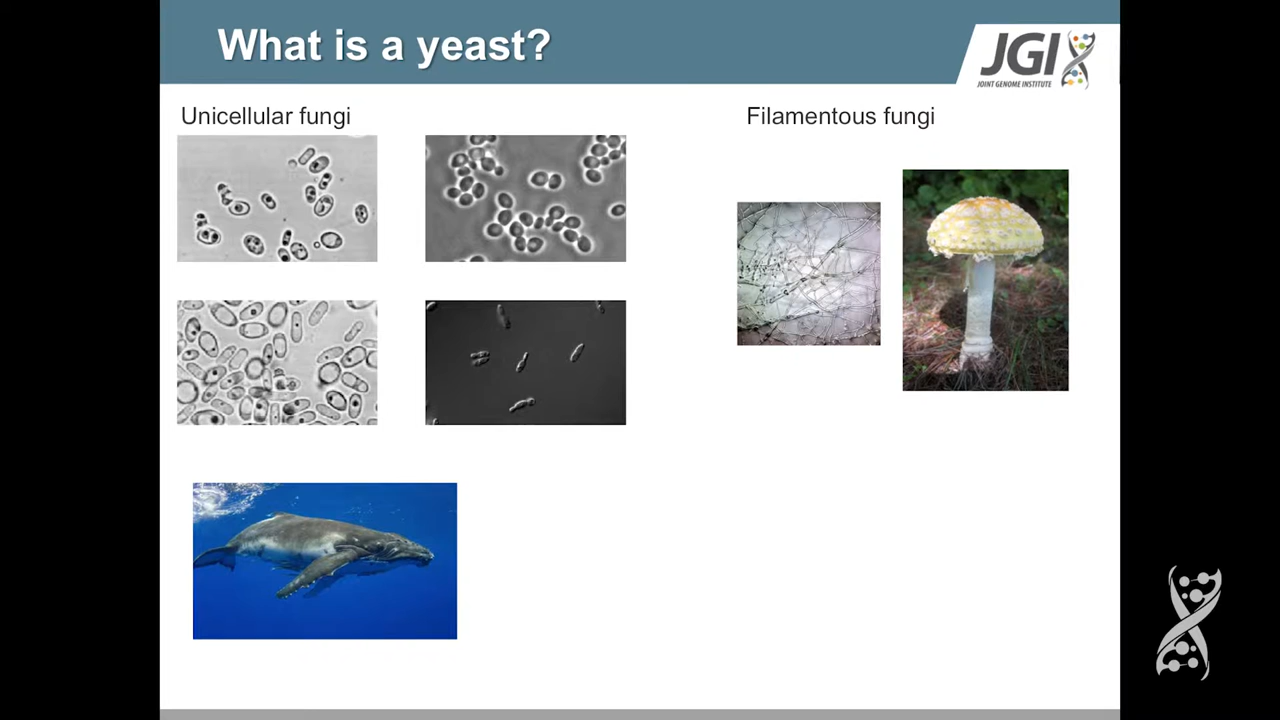 What is a yeast?
JGI
JOINT GENOME INSTITUTE
Unicellular fungi
Filamentous fungi